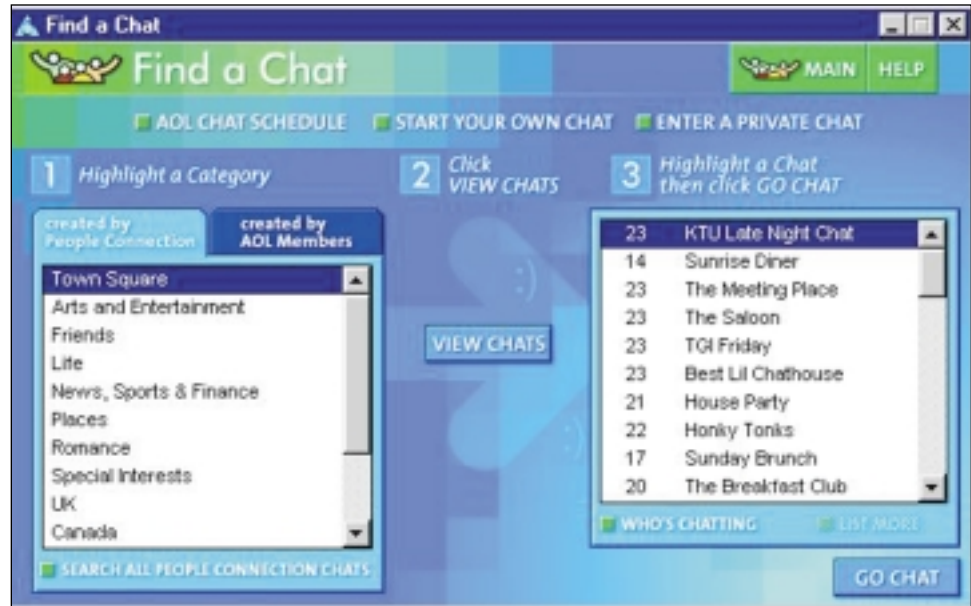 Find a Chat
Find a Chat
MAIN HELP
AOL CHAT SCHEDULE START YOUR OWN CHAT ENTER A PRIVATE CHAT
1 Highlight a Category
2 Click
VIEW CHATS
3 Highlight a Chat
then click GO CHAT
created by
People Connection
created by
AOL Members
Town Square
Arts and Entertainment
Friends
Life
News, Sports & Finance
Places
Romance
Special Interests
UK
Canada
SEARCH ALL PEOPLE CONNECTION CHATS
VIEW CHATS
23 KTU Late Night Chat
14 Sunrise Diner
23 The Meeting Place
23 The Saloon
23 TGI Friday
23 Best Lil Chathouse
21 House Party
22 Honky Tonks
17 Sunday Brunch
20 The Breakfast Club
WHO'S CHATTING LIST MORE
GO CHAT